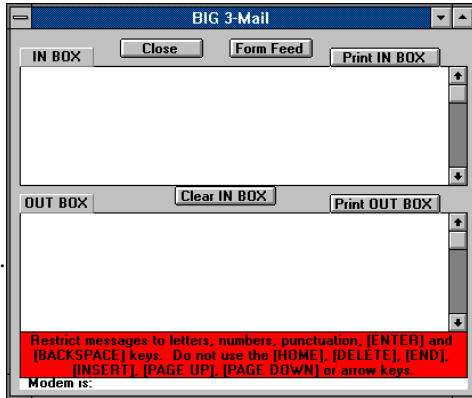 BIG 3-Mail
Close Form Feed
IN BOX Print IN BOX
Clear IN BOX
OUT BOX Print OUT BOX
Restrict messages to letters, numbers, punctuation, [ENTER] and
[BACKSPACE] keys. Do not use the [HOME], [DELETE], [END],
[INSERT], [PAGE UP], [PAGE DOWN] or arrow keys.
Modem is: